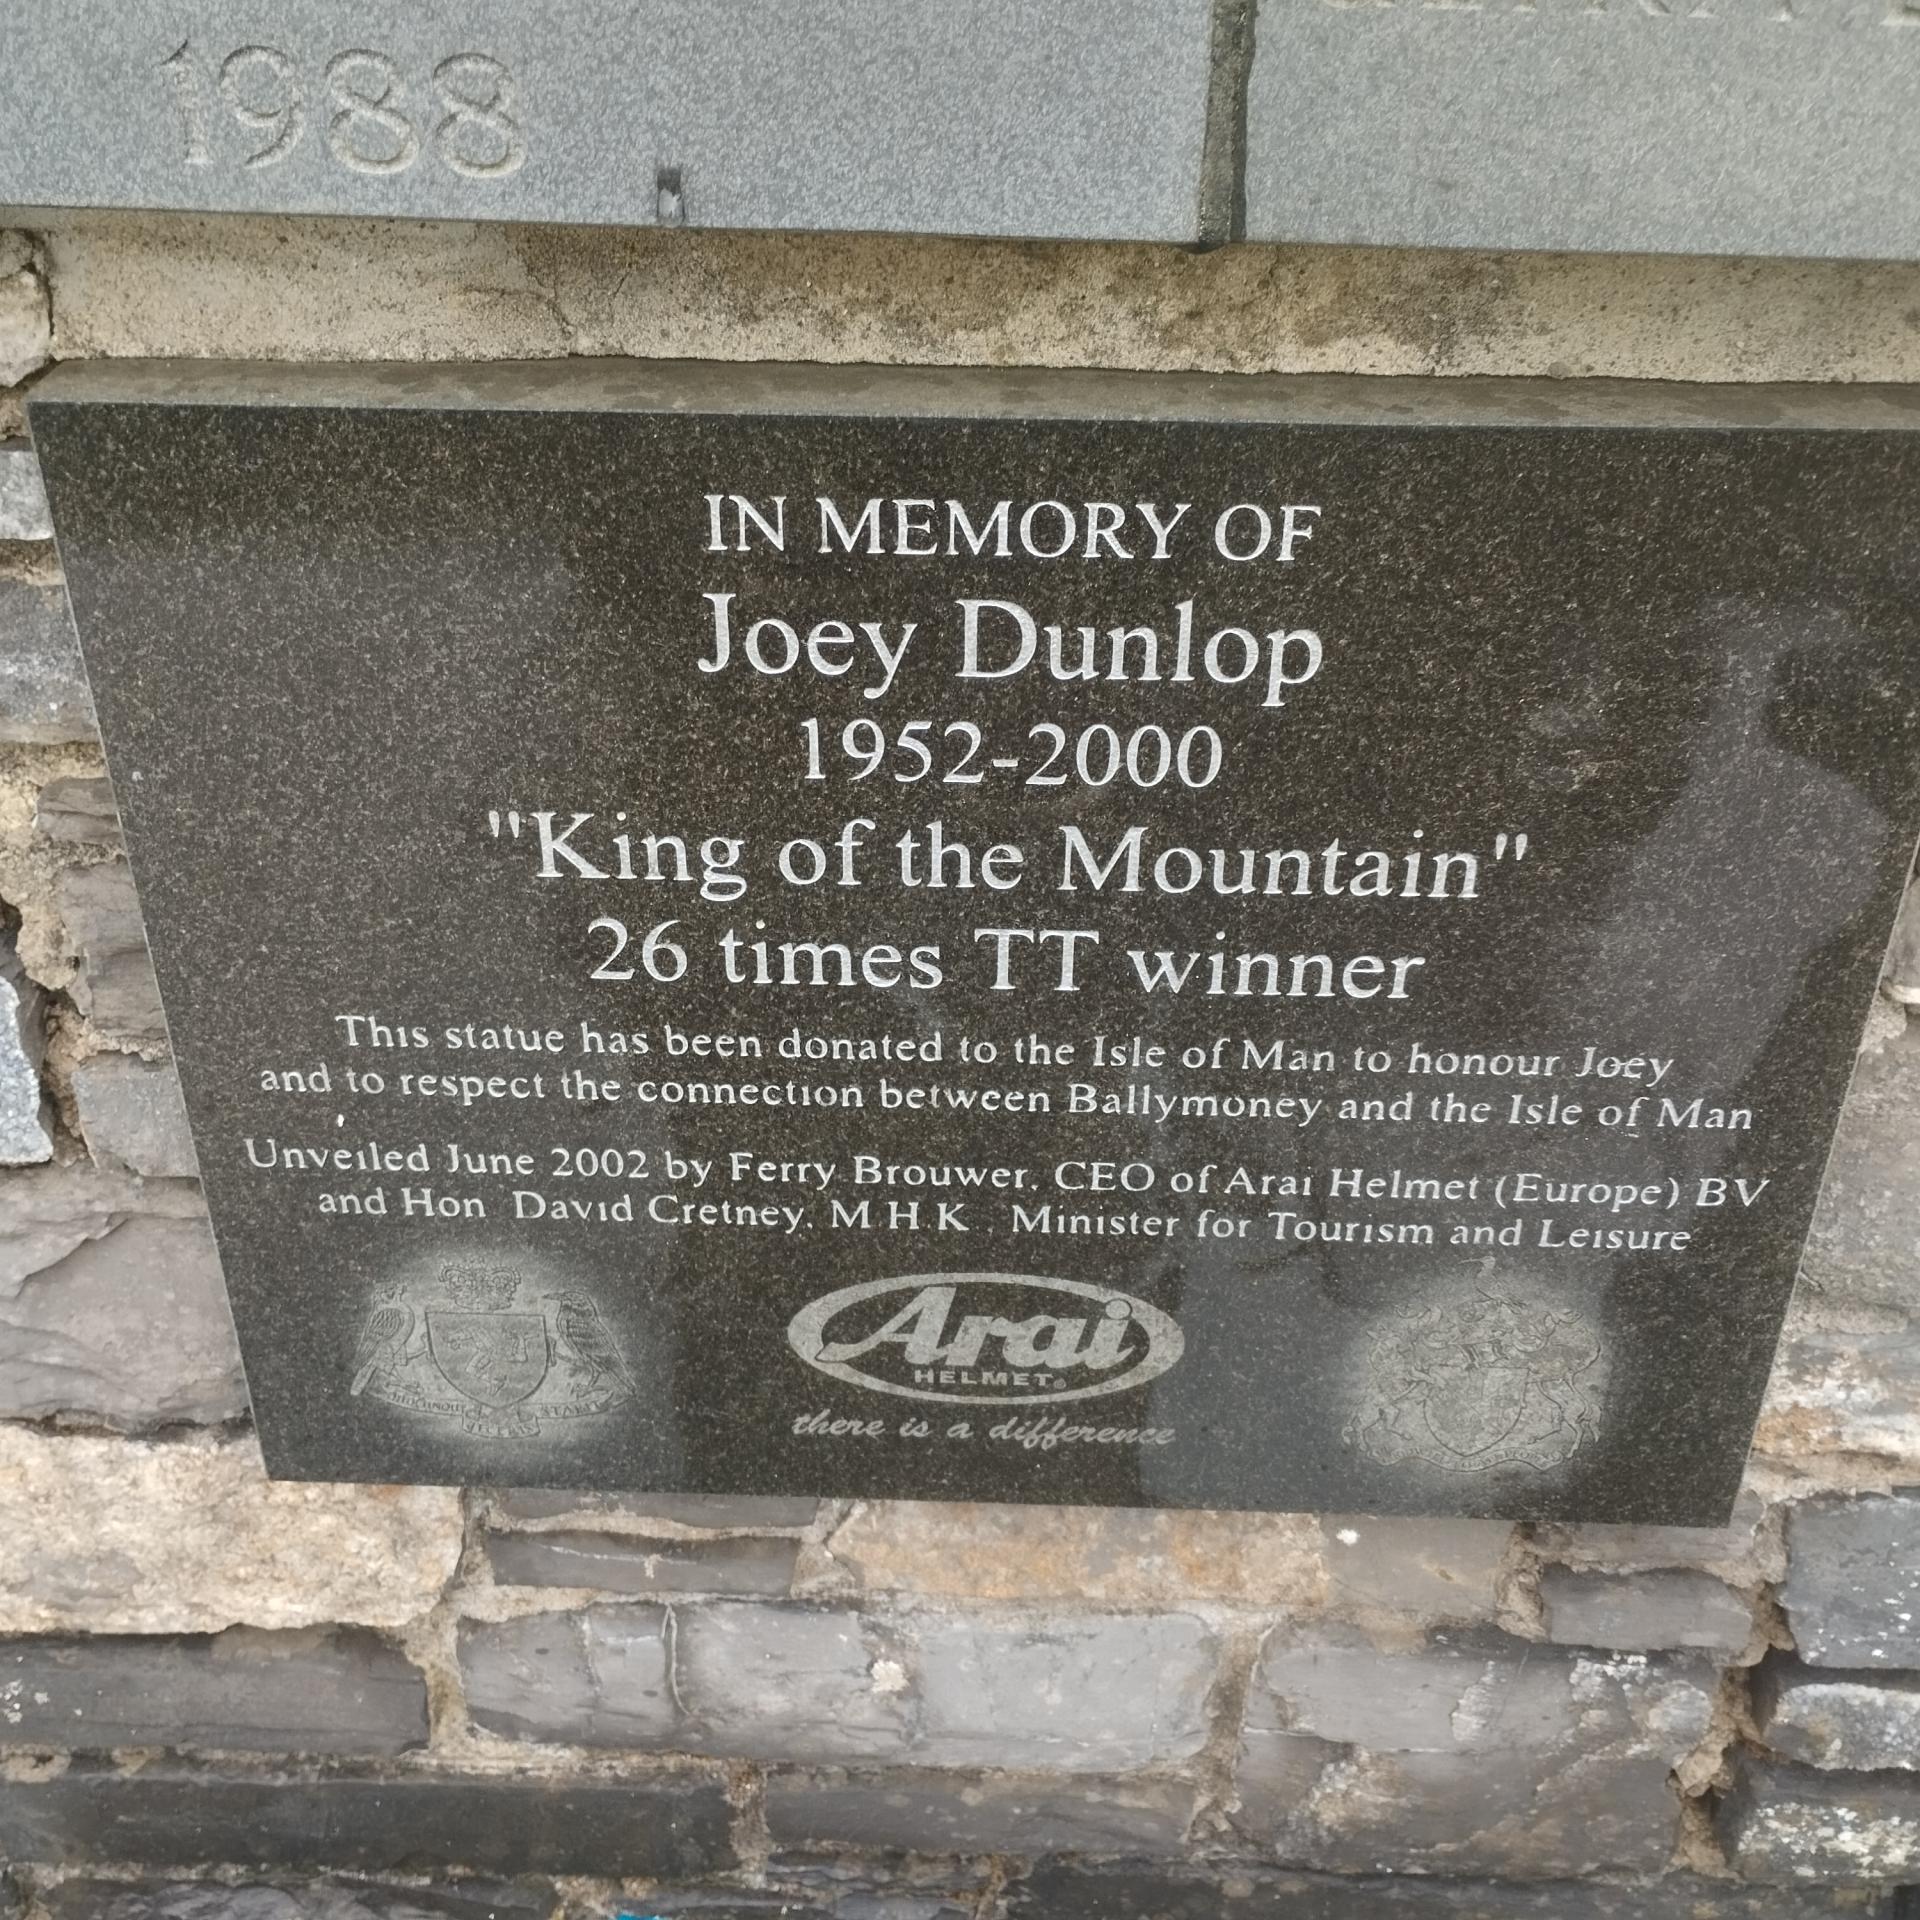 1988
IN MEMORY OF
Joey Dunlop
1952-2000
"King of the Mountain"
26 times TT winner
This statue has been donated to the Isle of Man to honour Joey
and to respect the connection between Ballymoney and the Isle of Man
Unveiled June 2002 by Ferry Brouwer, CEO of Arai Helmet (Europe) BV
and Hon David Cretney, M H K , Minister for Tourism and Leisure
Arai
HELMET®
there is a difference